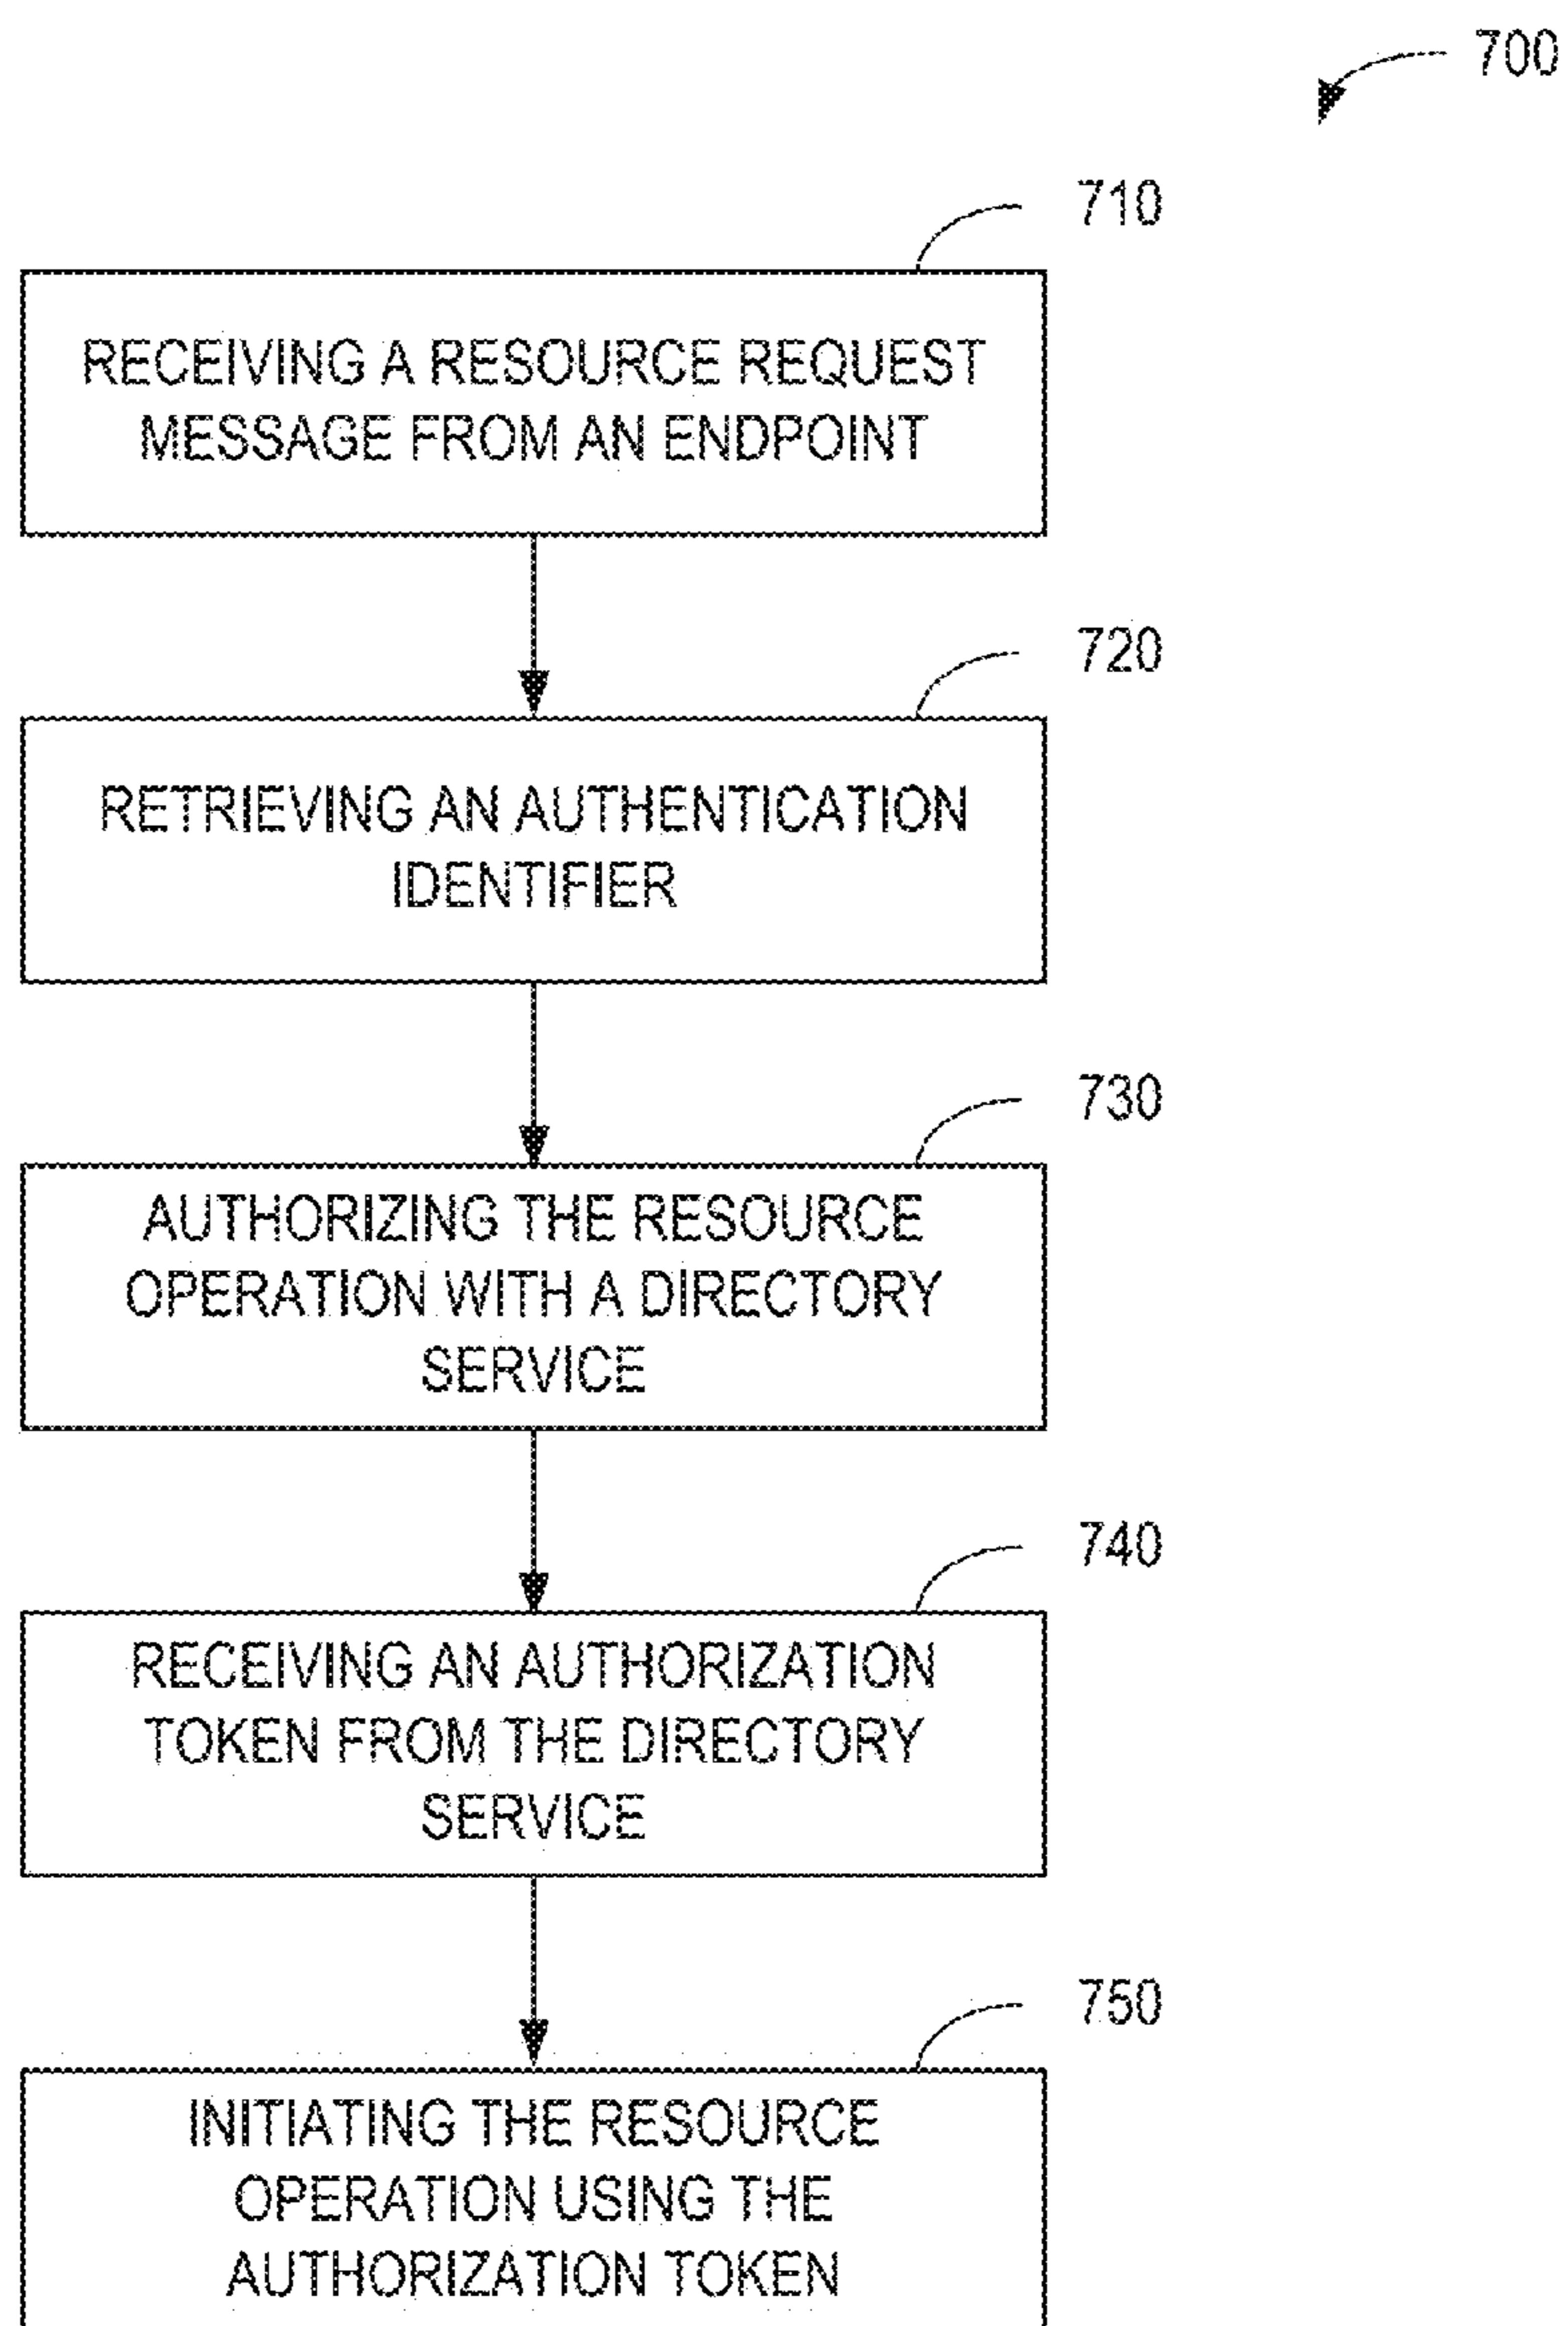 700
710
RECEIVING A RESOURCE REQUEST
MESSAGE FROM AN ENDPOINT
720
RETRIEVING AN AUTHENTICATION
IDENTIFIER
730
AUTHORIZING THE RESOURCE
OPERATION WITH A DIRECTORY
SERVICE
740
RECEIVING AN AUTHORIZATION
TOKEN FROM THE DIRECTORY
SERVICE
750
INITIATING THE RESOURCE
OPERATION USING THE
AUTHORIZATION TOKEN